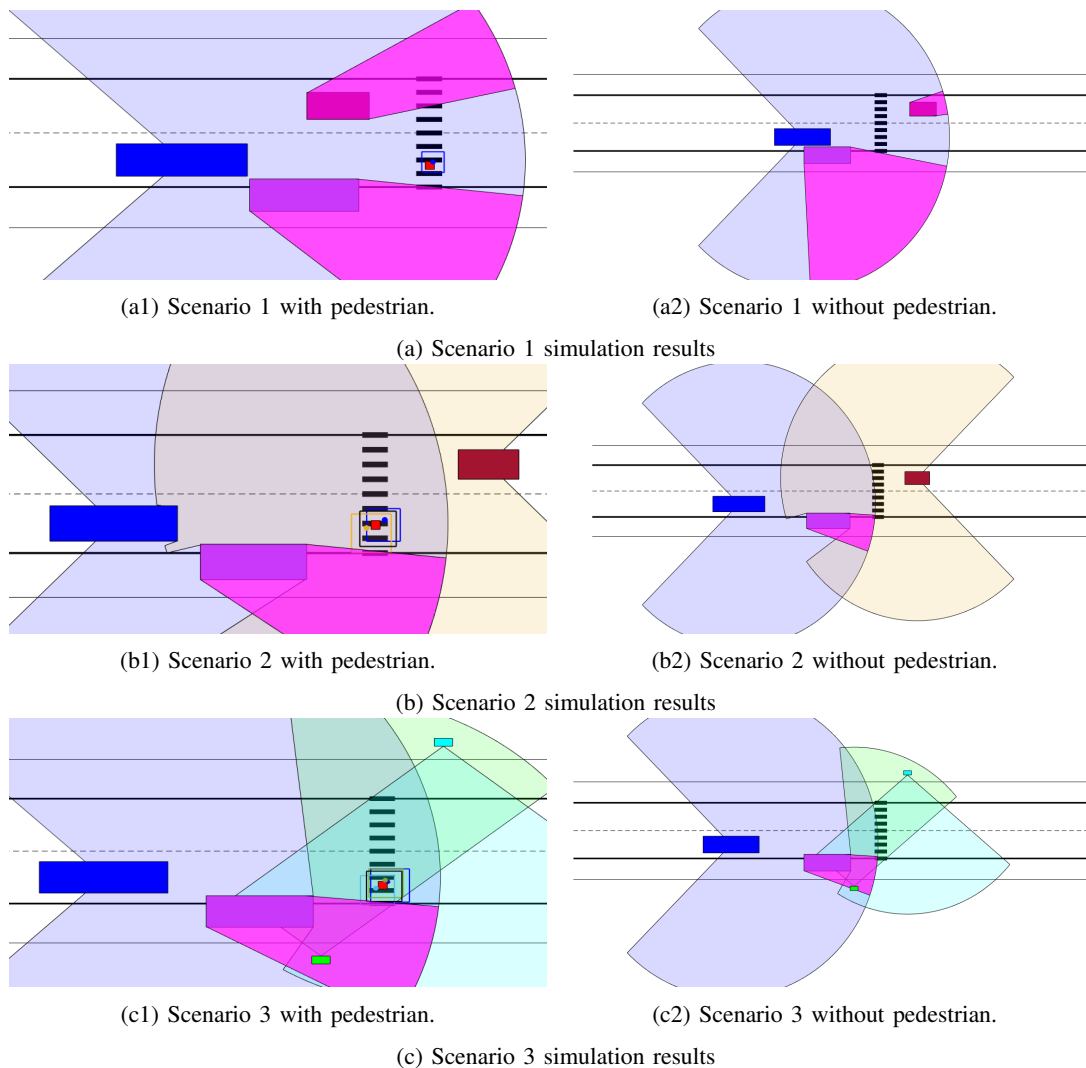 (a1) Scenario 1 with pedestrian.
(a2) Scenario 1 without pedestrian.
(a) Scenario 1 simulation results
(b1) Scenario 2 with pedestrian.
(b2) Scenario 2 without pedestrian.
(b) Scenario 2 simulation results
(c1) Scenario 3 with pedestrian.
(c2) Scenario 3 without pedestrian.
(c) Scenario 3 simulation results